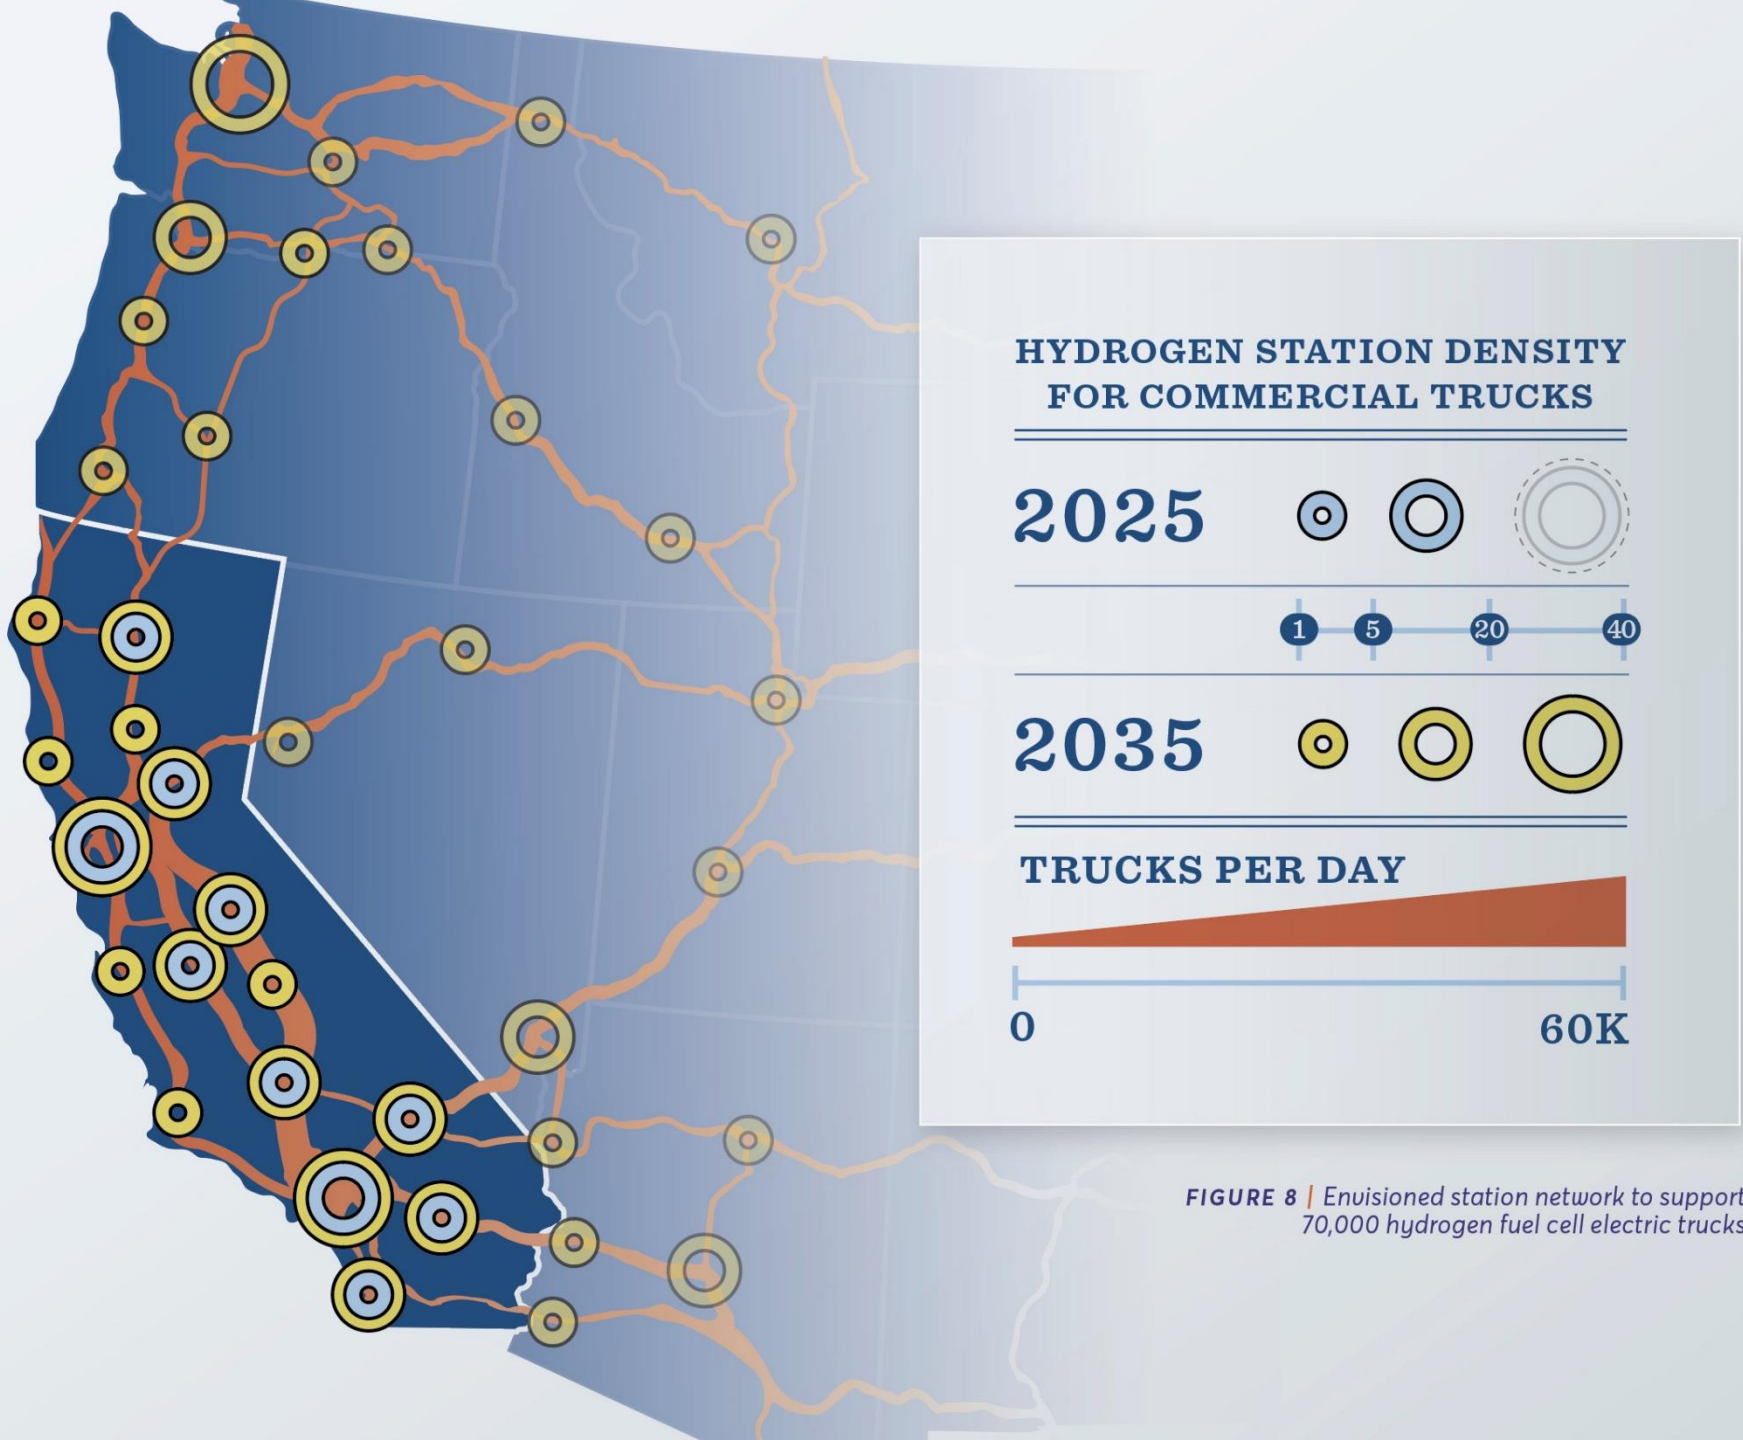 HYDROGEN STATION DENSITY
FOR COMMERCIAL TRUCKS
2025
1 5 20 40
2035
TRUCKS PER DAY
0 60K
FIGURE 8 | Envisioned station network to support
70,000 hydrogen fuel cell electric trucks